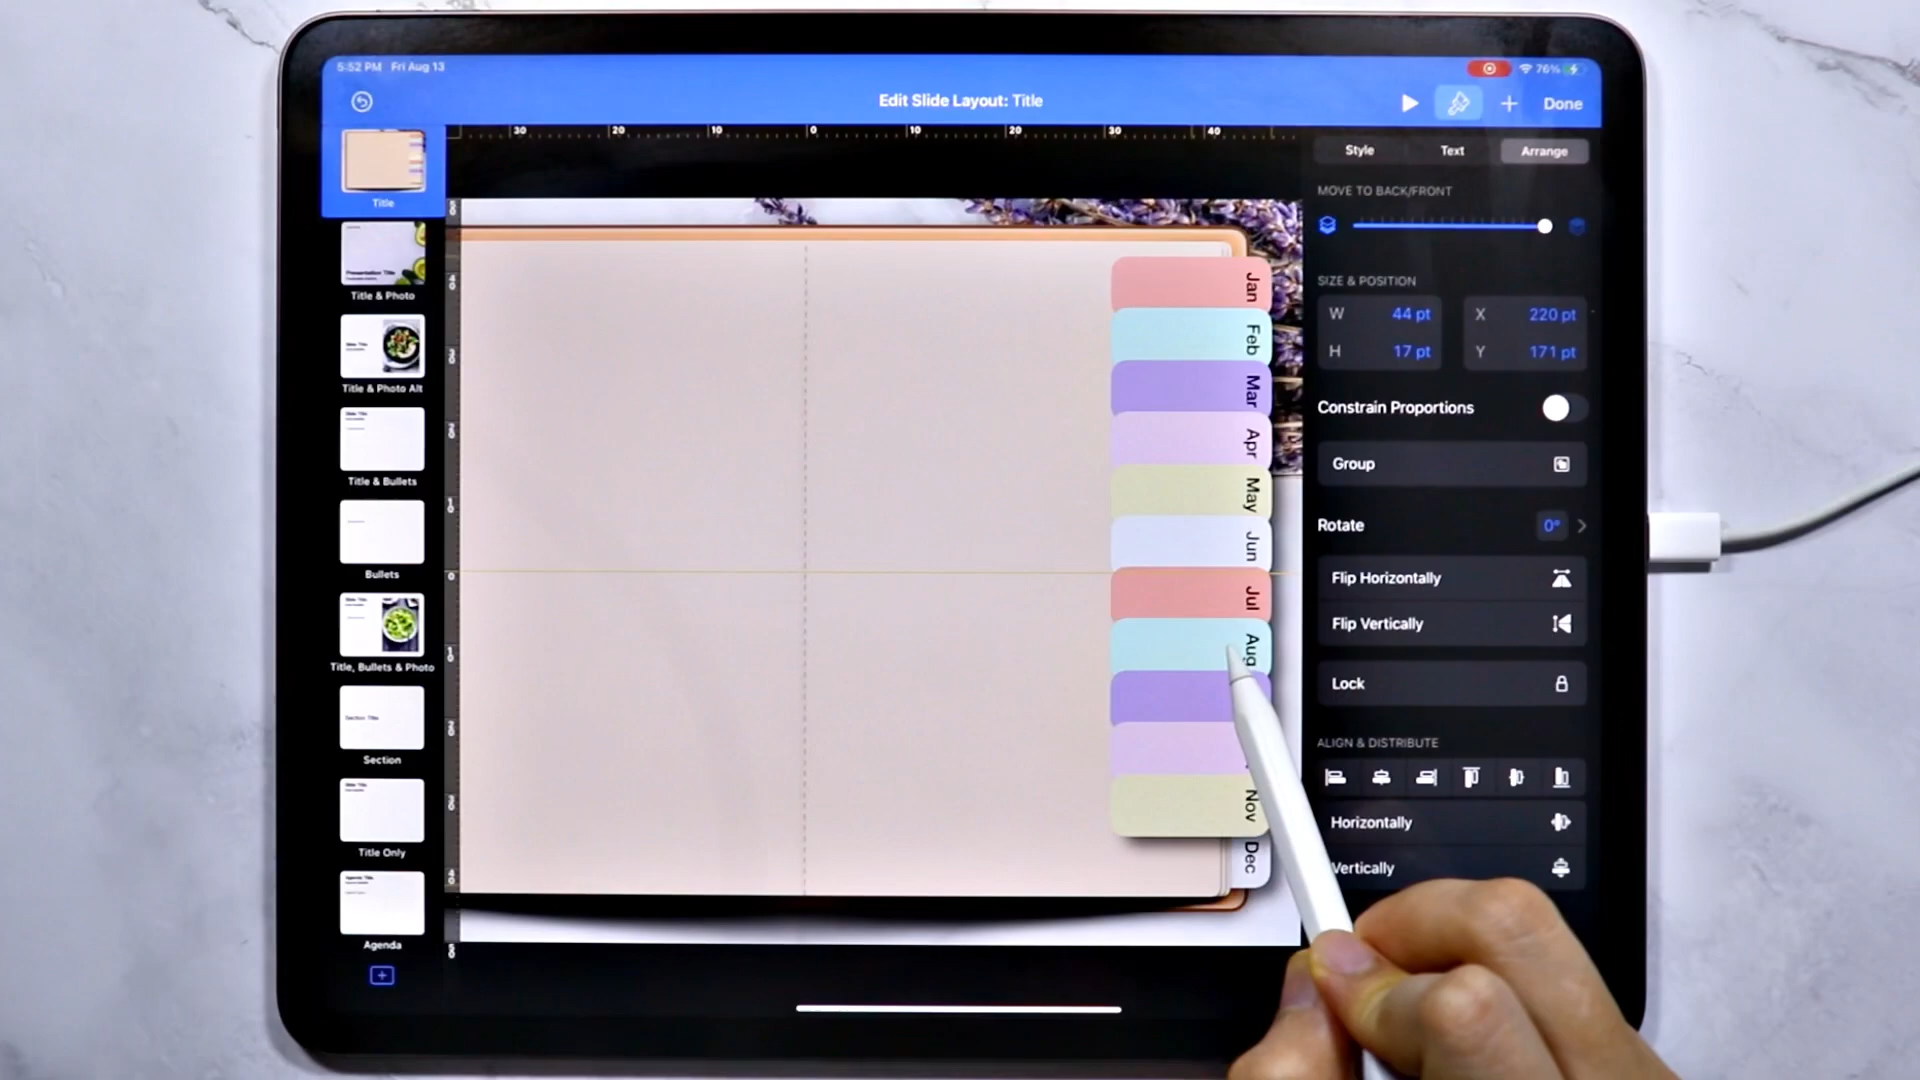 5:52 PM Fri Aug 13
76%
Edit Slide Layout: Title
Done
30 20 10 0 10 20 30 40
Title
Presentation Title
Title & Photo
Title & Photo Alt
Title & Bullets
Bullets
Title, Bullets & Photo
Section Title
Section
Title Only
Agenda
Jan
Feb
Mar
Apr
May
Jun
Jul
Aug
Nov
Dec
Style Text Arrange
MOVE TO BACK/FRONT
SIZE & POSITION
W 44 pt X 220 pt
H 17 pt Y 171 pt
Constrain Proportions
Group
Rotate 0°
Flip Horizontally
Flip Vertically
Lock
ALIGN & DISTRIBUTE
Horizontally
Vertically